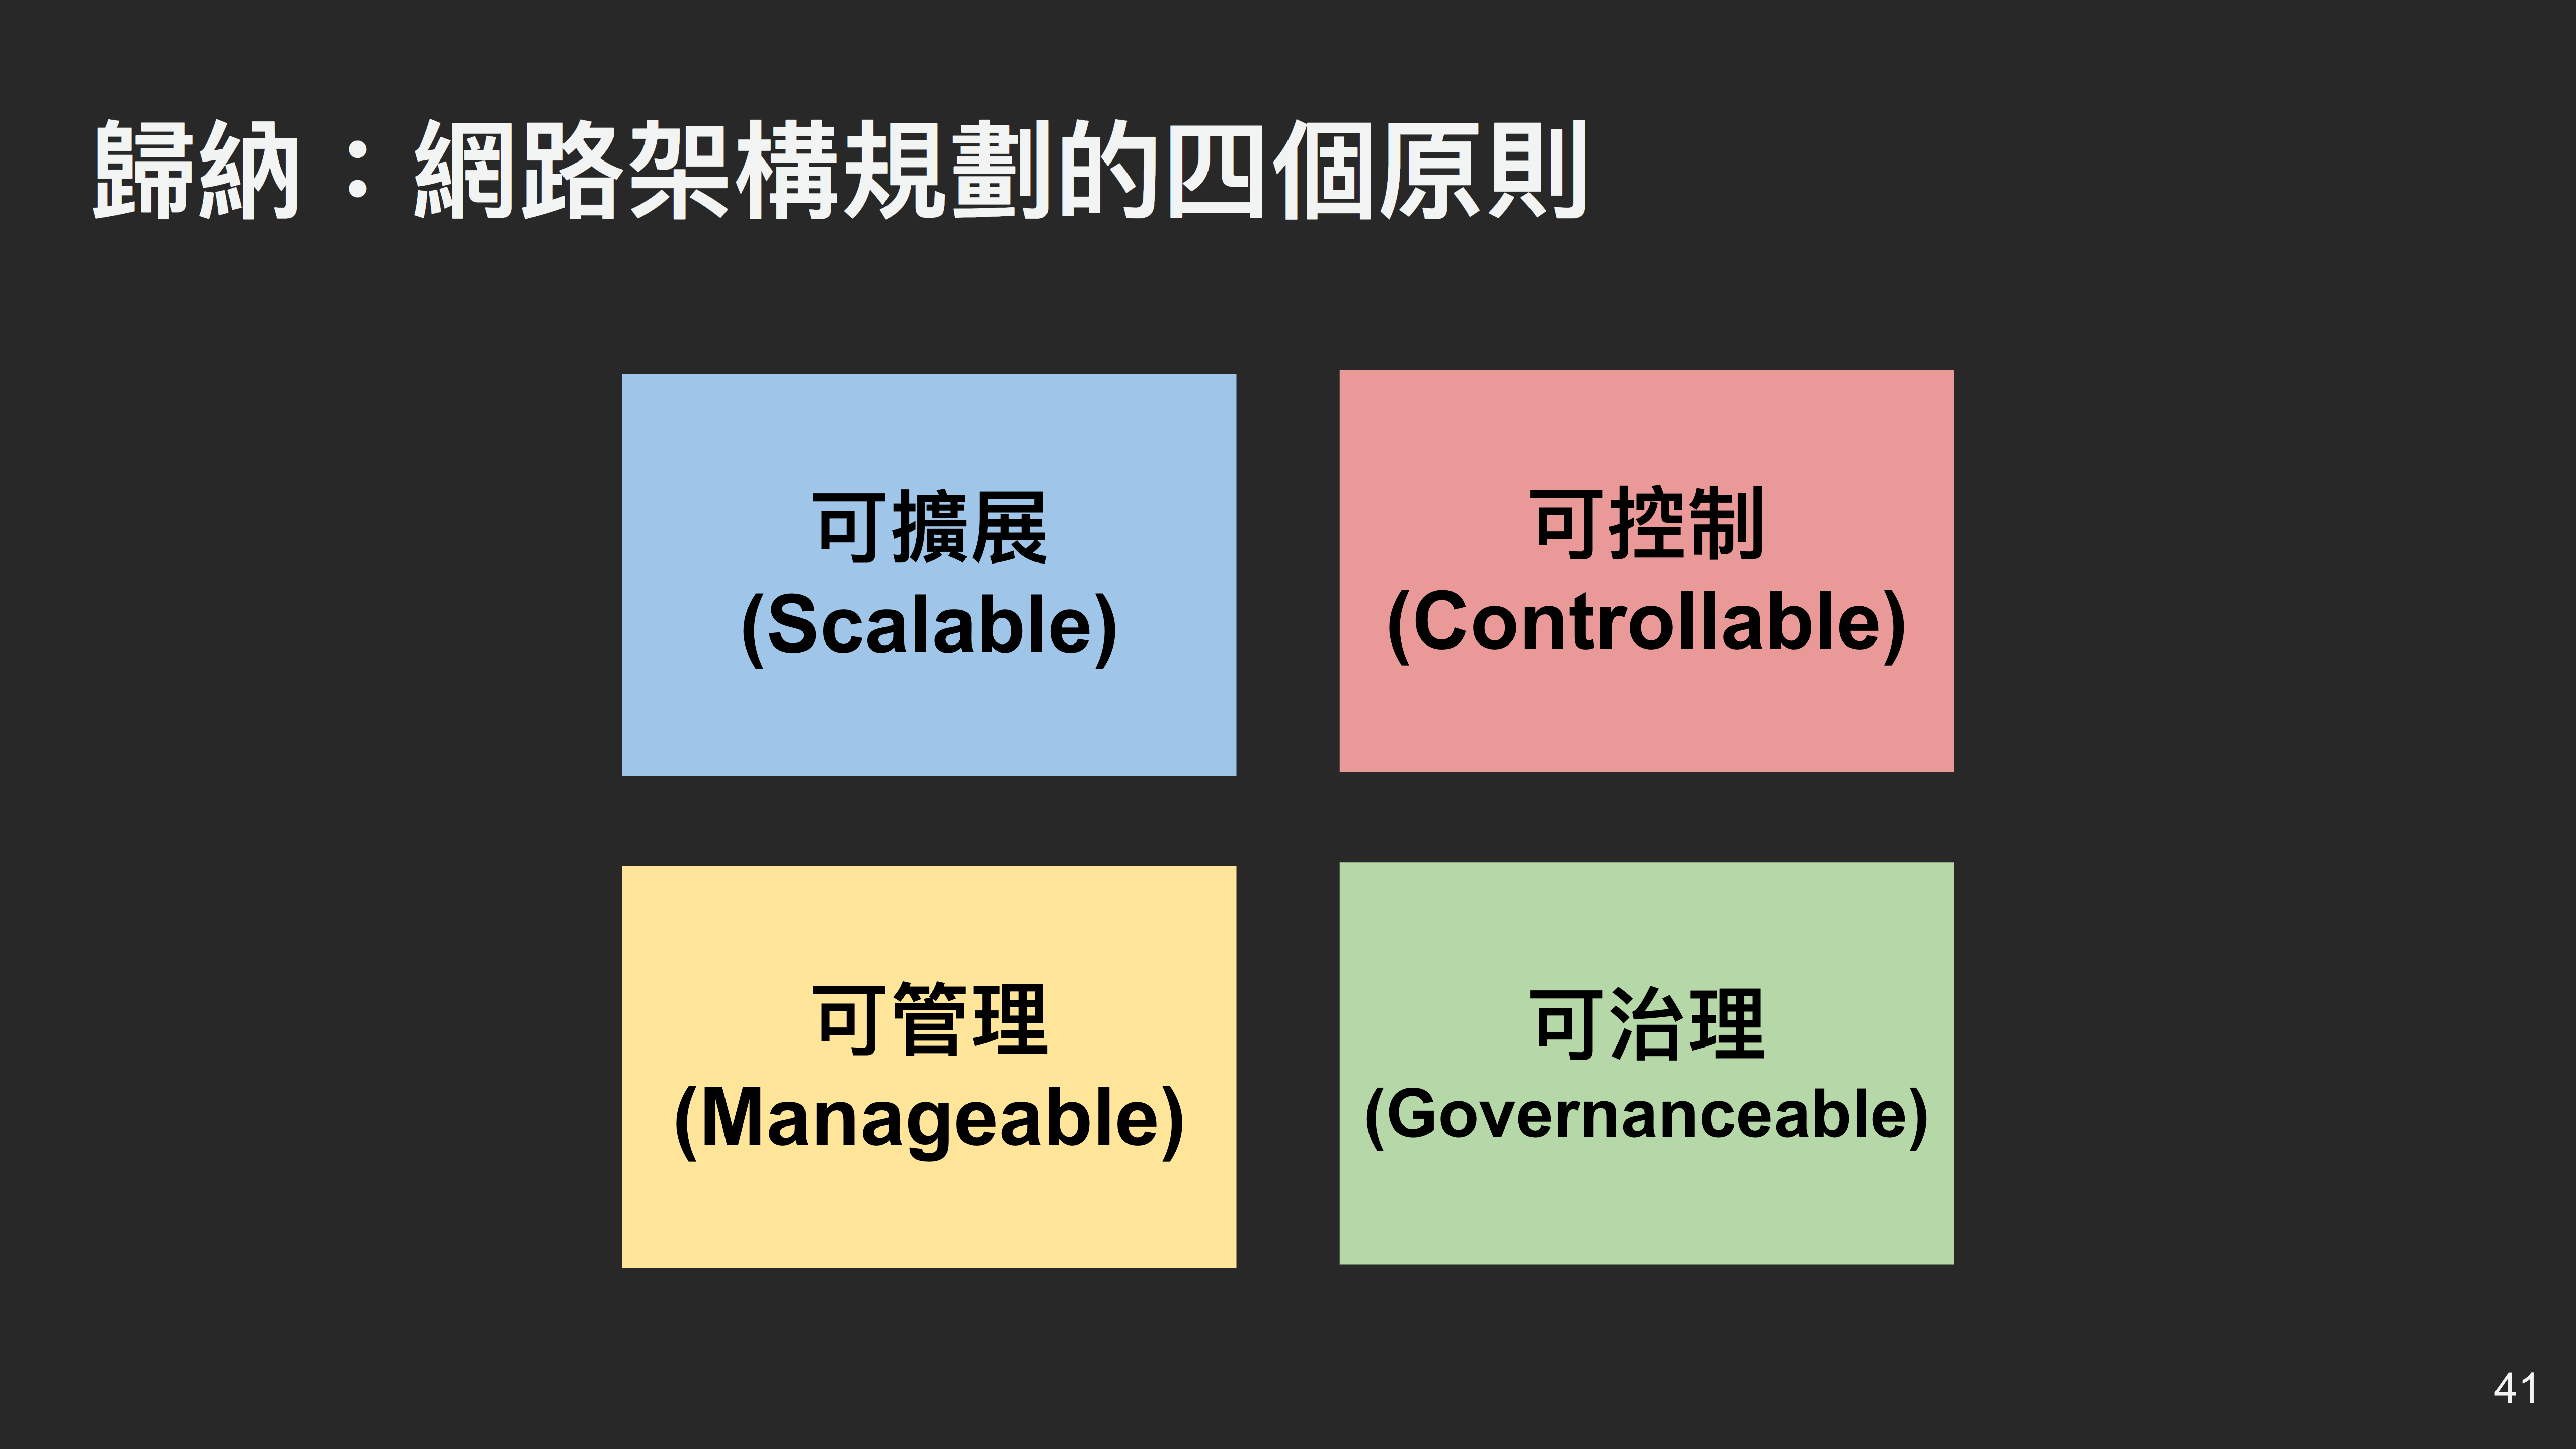 歸納：網路架構規劃的四個原則
可擴展
(Scalable)
可控制
(Controllable)
可管理
(Manageable)
可治理
(Governanceable)
41